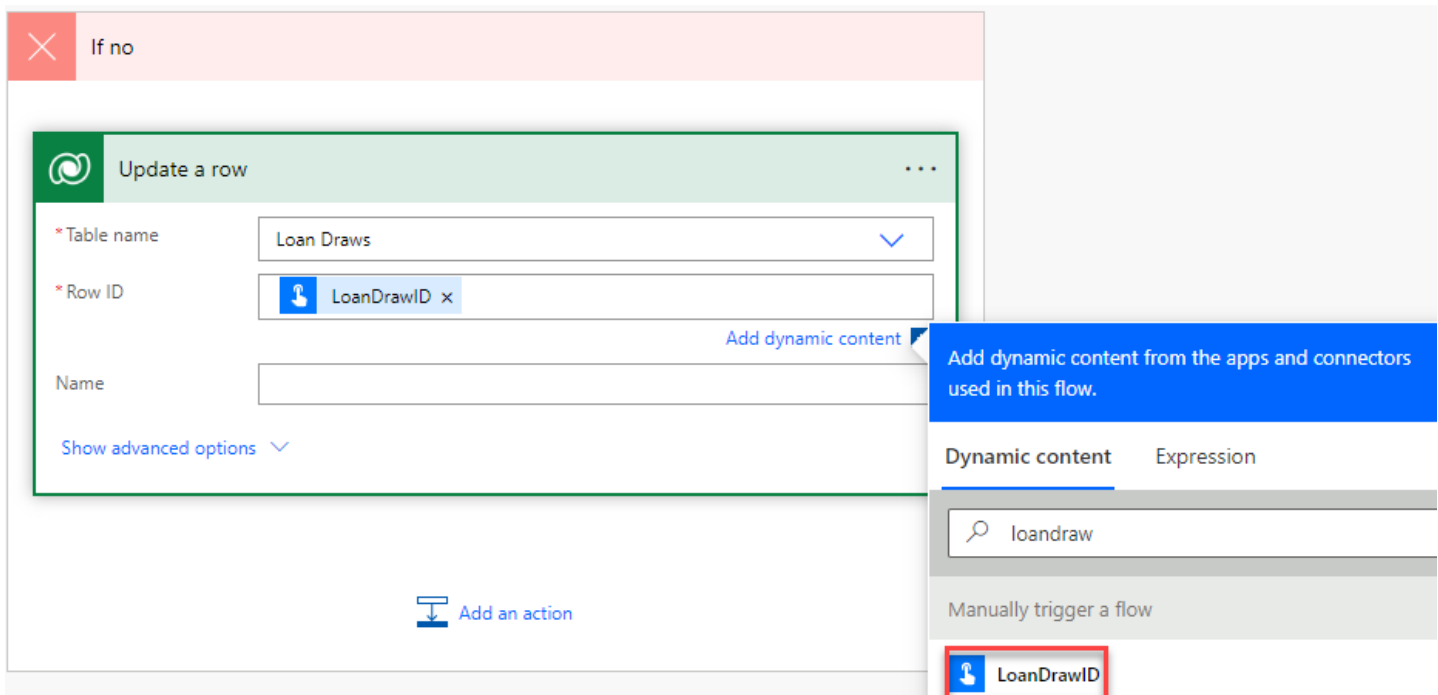 If no
Update a row
* Table name
Loan Draws
* Row ID
LoanDrawID ×
Add dynamic content
Name
Show advanced options
Add an action
Add dynamic content from the apps and connectors
used in this flow.
Dynamic content Expression
loandraw
Manually trigger a flow
LoanDrawID